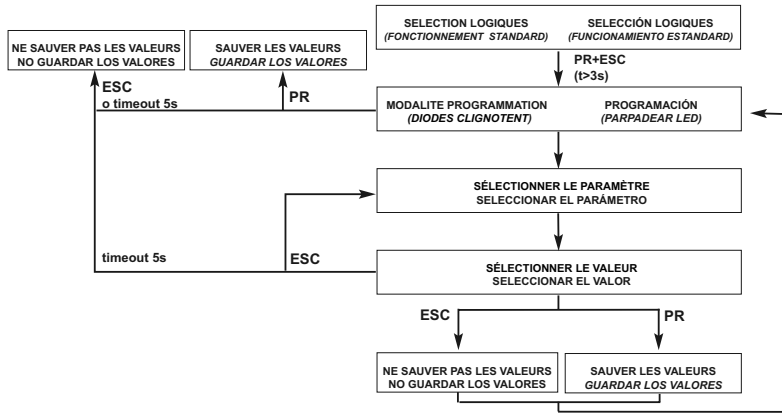 SELECTION LOGIQUES SELECCIÓN LOGIQUES
(FONCTIONNEMENT STANDARD) (FUNCIONAMIENTO ESTANDARD)
NE SAUVER PAS LES VALEURS
NO GUARDAR LOS VALORES
SAUVER LES VALEURS
GUARDAR LOS VALORES
PR+ESC
(t>3s)
ESC
o timeout 5s
PR
MODALITE PROGRAMMATION PROGRAMACIÓN
(DIODES CLIGNOTENT) (PARPADEAR LED)
SÉLECTIONNER LE PARAMÈTRE
SELECCIONAR EL PARÁMETRO
timeout 5s
ESC
SÉLECTIONNER LE VALEUR
SELECCIONAR EL VALOR
ESC
PR
NE SAUVER PAS LES VALEURS
NO GUARDAR LOS VALORES
SAUVER LES VALEURS
GUARDAR LOS VALORES